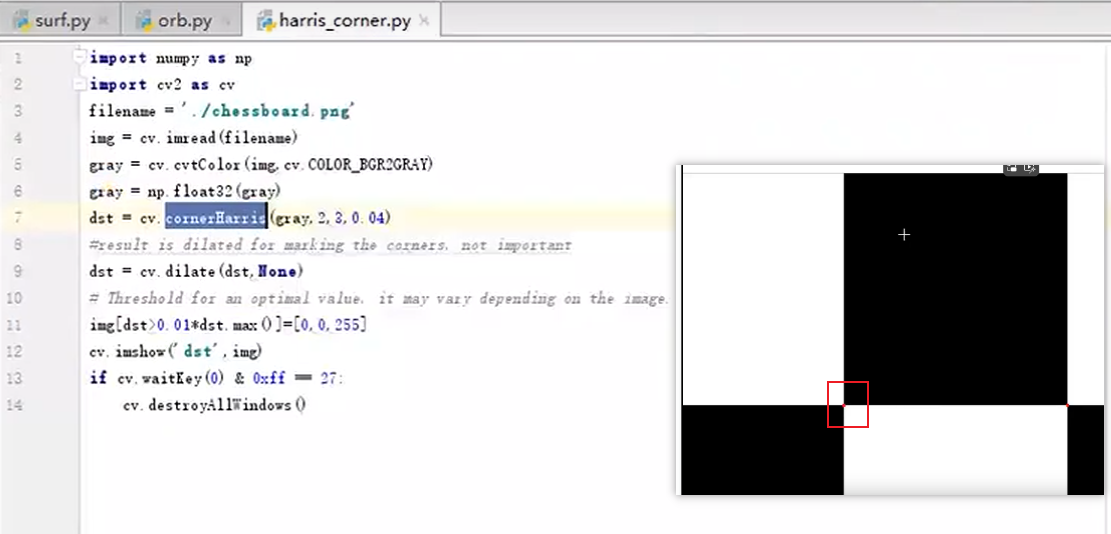 surf.py orb.py harris_corner.py
1 import numpy as np
2 import cv2 as cv
3 filename = './chessboard.png'
4 img = cv.imread(filename)
5 gray = cv.cvtColor(img,cv.COLOR_BGR2GRAY)
6 gray = np.float32(gray)
7 dst = cv.cornerHarris(gray,2,3,0.04)
8 #result is dilated for marking the corners, not important
9 dst = cv.dilate(dst,None)
10 # Threshold for an optimal value, it may vary depending on the image.
11 img[dst>0.01*dst.max()]=[0,0,255]
12 cv.imshow('dst',img)
13 if cv.waitKey(0) & 0xff == 27:
14 cv.destroyAllWindows()